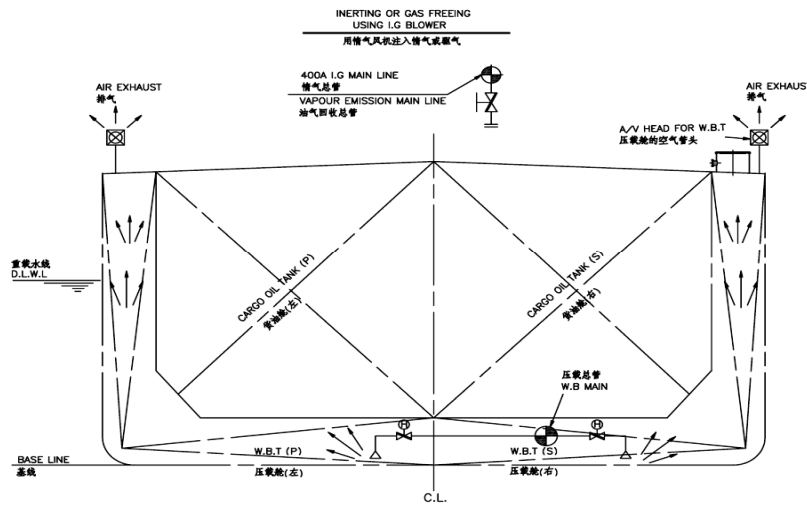 INERTING OR GAS FREEING
USING I.G BLOWER
用惰气风机注入惰气或驱气
400A I.G MAIN LINE
惰气总管
VAPOUR EMISSION MAIN LINE
油气回收总管
AIR EXHAUST
排气
AIR EXHAUST
排气
A/V HEAD FOR W.B.T
压载舱的空气管头
重载水线
D.L.W.L
CARGO OIL TANK (P)
货油舱(左)
CARGO OIL TANK (S)
货油舱(右)
压载总管
W.B MAIN
H
H
W.B.T (P)
压载舱(左)
W.B.T (S)
压载舱(右)
BASE LINE
基线
C.L.